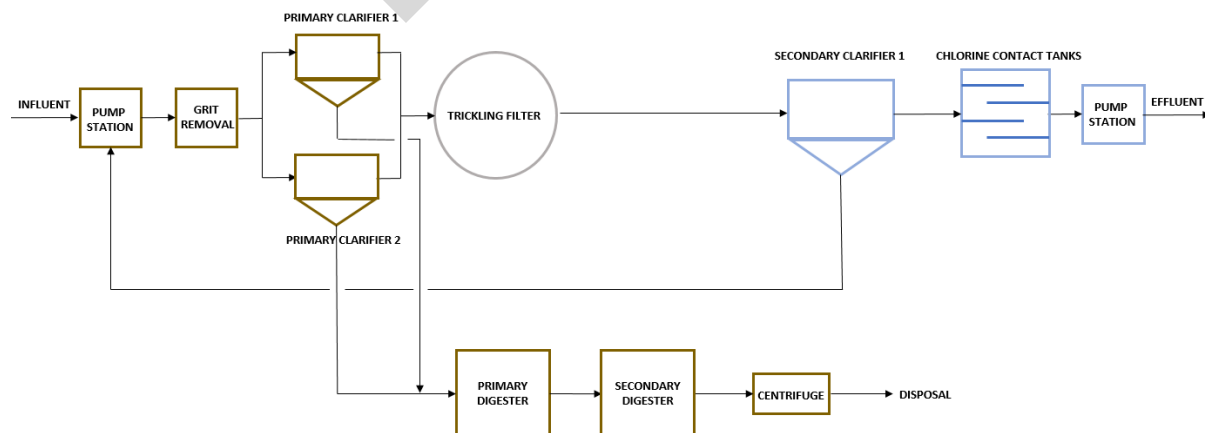 PRIMARY CLARIFIER 1
SECONDARY CLARIFIER 1
CHLORINE CONTACT TANKS
INFLUENT
PUMP
STATION
GRIT
REMOVAL
TRICKLING FILTER
PUMP
STATION
EFFLUENT
PRIMARY CLARIFIER 2
PRIMARY
DIGESTER
SECONDARY
DIGESTER
CENTRIFUGE
DISPOSAL